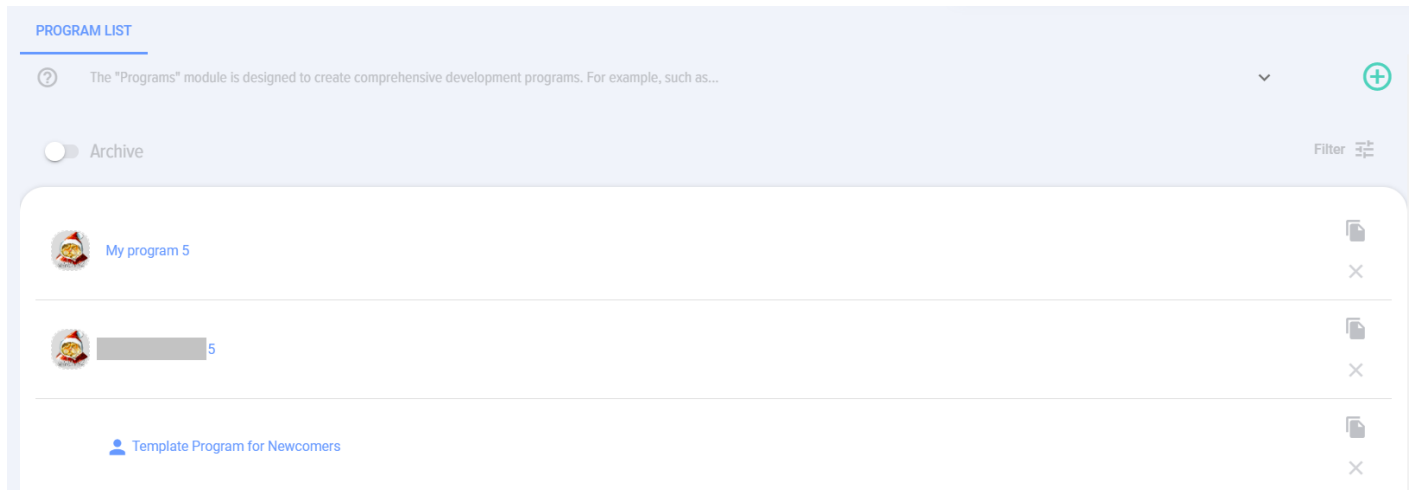 PROGRAM LIST
The "Programs" module is designed to create comprehensive development programs. For example, such as...
Archive
Filter
My program 5
5
Template Program for Newcomers